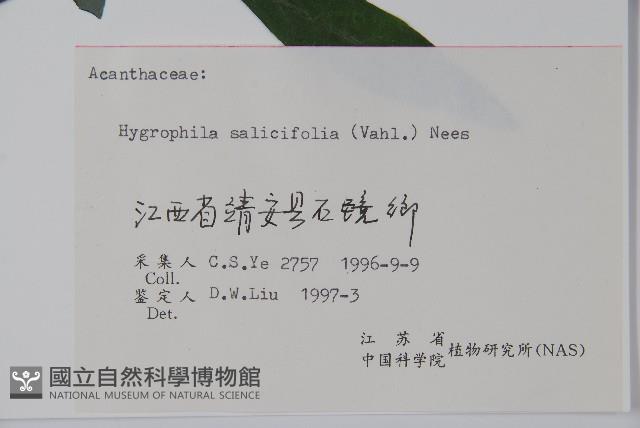 Acanthaceae:
Hygrophila salicifolia (Vahl.) Nees
江西省靖安县石境鄉
采集人 C.S.Ye 2757 1996-9-9
Coll.
鉴定人 D.W.Liu 1997-3
Det.
江苏省
中国科学院 植物研究所(NAS)
國立自然科學博物館
NATIONAL MUSEUM OF NATURAL SCIENCE